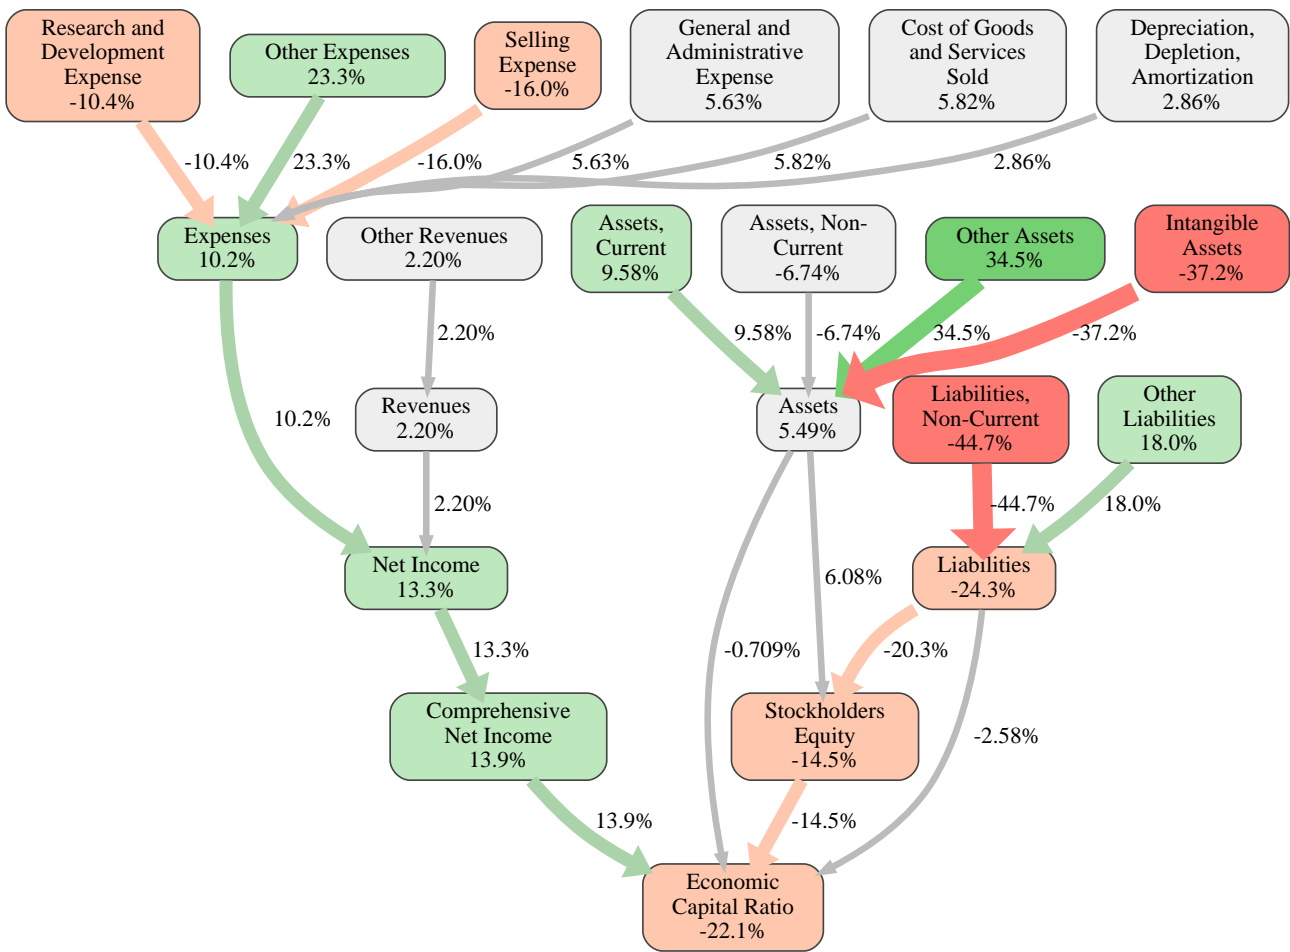 Research and
Development
Expense
-10.4%
Other Expenses
23.3%
Selling
Expense
-16.0%
General and
Administrative
Expense
5.63%
Cost of Goods
and Services
Sold
5.82%
Depreciation,
Depletion,
Amortization
2.86%
-10.4%
23.3%
-16.0%
5.63%
5.82%
2.86%
Expenses
10.2%
Other Revenues
2.20%
Assets,
Current
9.58%
Assets, Non-
Current
-6.74%
Other Assets
34.5%
Intangible
Assets
-37.2%
2.20%
9.58%
-6.74%
34.5%
-37.2%
10.2%
Revenues
2.20%
Assets
5.49%
Liabilities,
Non-Current
-44.7%
Other
Liabilities
18.0%
2.20%
-44.7%
18.0%
Net Income
13.3%
6.08%
Liabilities
-24.3%
13.3%
-0.709%
-20.3%
Comprehensive
Net Income
13.9%
Stockholders
Equity
-14.5%
-2.58%
13.9%
-14.5%
Economic
Capital Ratio
-22.1%